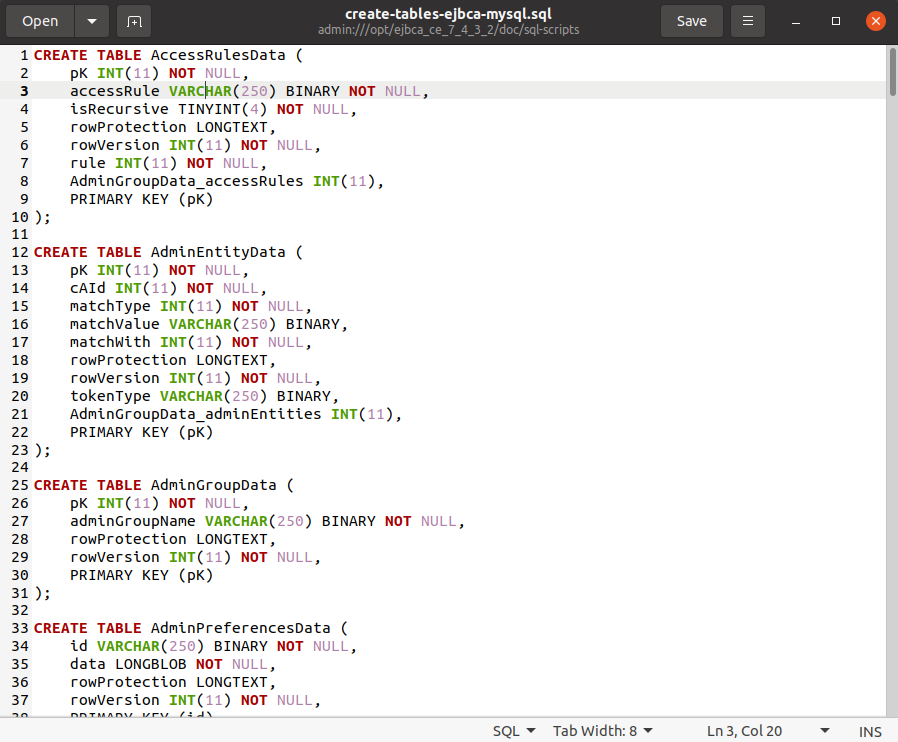 Open
create-tables-ejbca-mysql.sql
admin:///opt/ejbca_ce_7_4_3_2/doc/sql-scripts
Save
1 CREATE TABLE AccessRulesData (
2 pK INT(11) NOT NULL,
3 accessRule VARCHAR(250) BINARY NOT NULL,
4 isRecursive TINYINT(4) NOT NULL,
5 rowProtection LONGTEXT,
6 rowVersion INT(11) NOT NULL,
7 rule INT(11) NOT NULL,
8 AdminGroupData_accessRules INT(11),
9 PRIMARY KEY (pK)
10 );
11
12 CREATE TABLE AdminEntityData (
13 pK INT(11) NOT NULL,
14 cAId INT(11) NOT NULL,
15 matchType INT(11) NOT NULL,
16 matchValue VARCHAR(250) BINARY,
17 matchWith INT(11) NOT NULL,
18 rowProtection LONGTEXT,
19 rowVersion INT(11) NOT NULL,
20 tokenType VARCHAR(250) BINARY,
21 AdminGroupData_adminEntities INT(11),
22 PRIMARY KEY (pK)
23 );
24
25 CREATE TABLE AdminGroupData (
26 pK INT(11) NOT NULL,
27 adminGroupName VARCHAR(250) BINARY NOT NULL,
28 rowProtection LONGTEXT,
29 rowVersion INT(11) NOT NULL,
30 PRIMARY KEY (pK)
31 );
32
33 CREATE TABLE AdminPreferencesData (
34 id VARCHAR(250) BINARY NOT NULL,
35 data LONGBLOB NOT NULL,
36 rowProtection LONGTEXT,
37 rowVersion INT(11) NOT NULL,
38 PRIMARY KEY (id)
SQL
Tab Width: 8
Ln 3, Col 20
INS